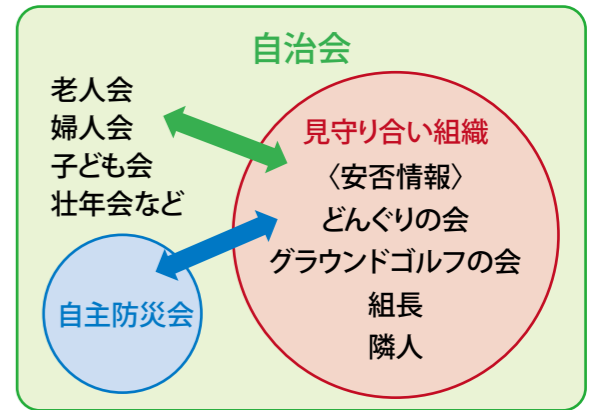 自治会
老人会
婦人会
子ども会
壮年会など
自主防災会
見守り合い組織
〈安否情報〉
どんぐりの会
グラウンドゴルフの会
組長
隣人